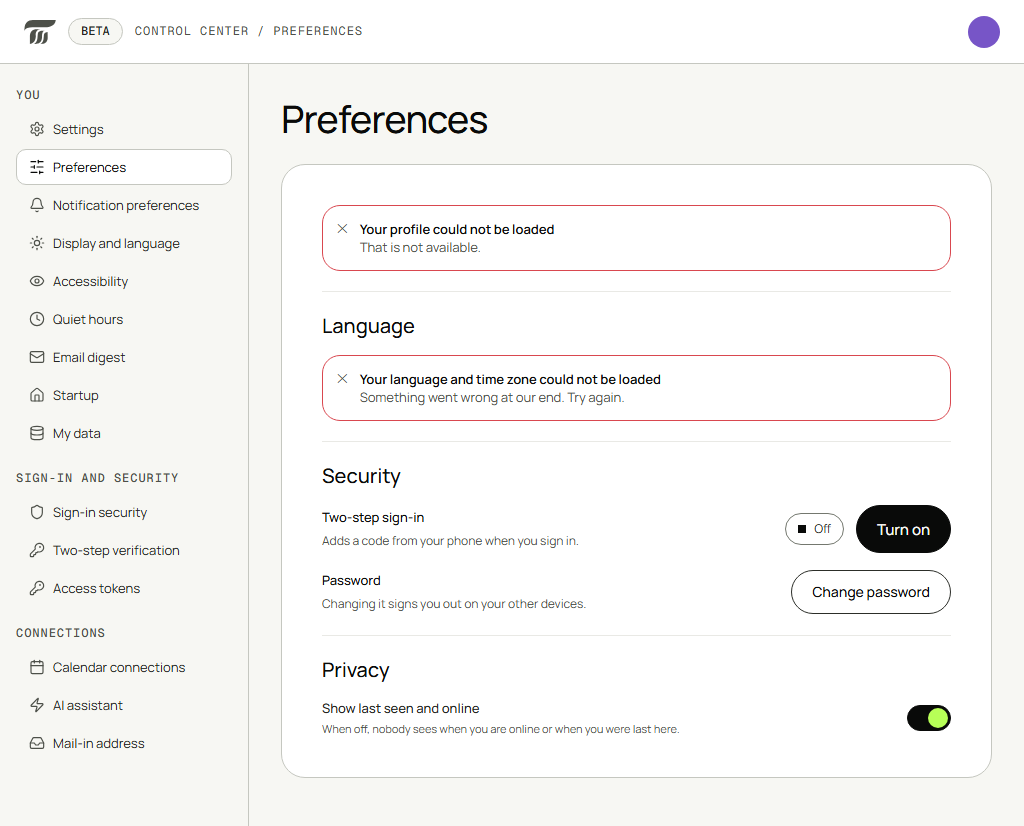 BETA
CONTROL CENTER / PREFERENCES
YOU
Settings
Preferences
Notification preferences
Display and language
Accessibility
Quiet hours
Email digest
Startup
My data
SIGN-IN AND SECURITY
Sign-in security
Two-step verification
Access tokens
CONNECTIONS
Calendar connections
AI assistant
Mail-in address
Preferences
Your profile could not be loaded
That is not available.
Language
Your language and time zone could not be loaded
Something went wrong at our end. Try again.
Security
Two-step sign-in
Adds a code from your phone when you sign in.
Off
Turn on
Password
Changing it signs you out on your other devices.
Change password
Privacy
Show last seen and online
When off, nobody sees when you are online or when you were last here.